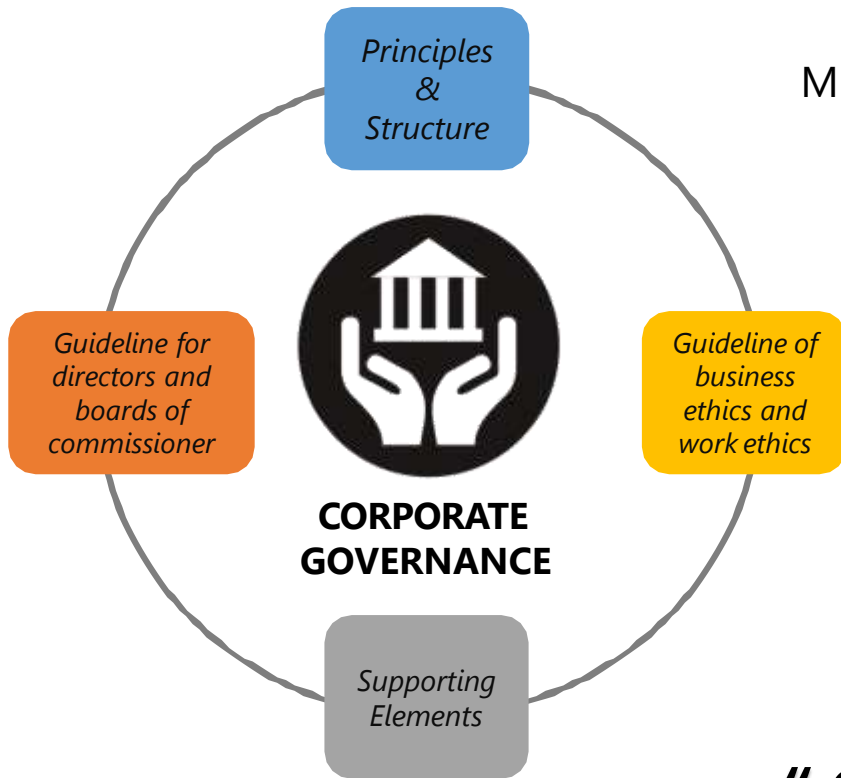 Principles
&
Structure
M
Guideline for
directors and
boards of
commissioner
Guideline of
business
ethics and
work ethics
CORPORATE
GOVERNANCE
Supporting
Elements
"